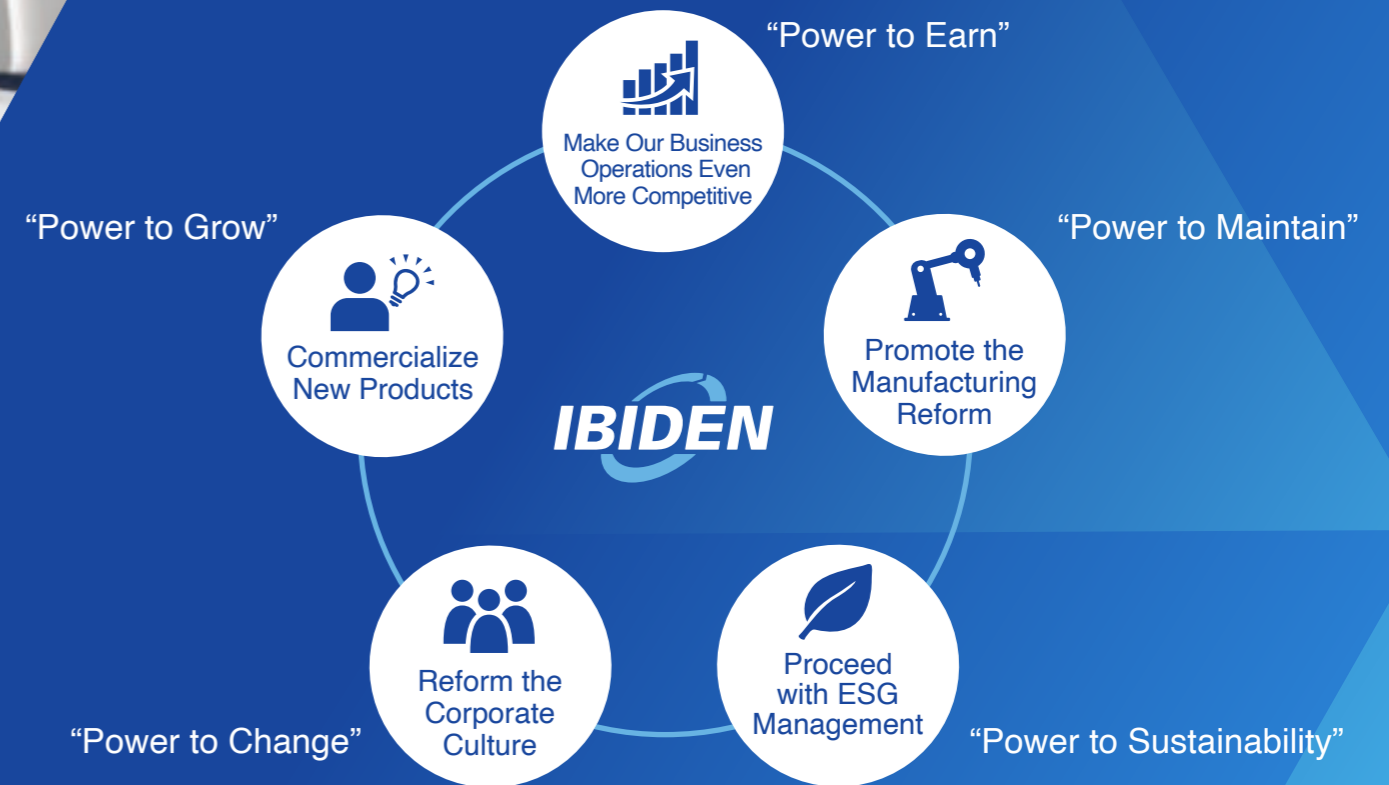 “Power to Earn”
Make Our Business
Operations Even
More Competitive
“Power to Grow”
Commercialize
New Products
“Power to Maintain”
Promote the
Manufacturing
Reform
IBIDEN
Reform the
Corporate
Culture
“Power to Change”
Proceed
with ESG
Management
“Power to Sustainability”